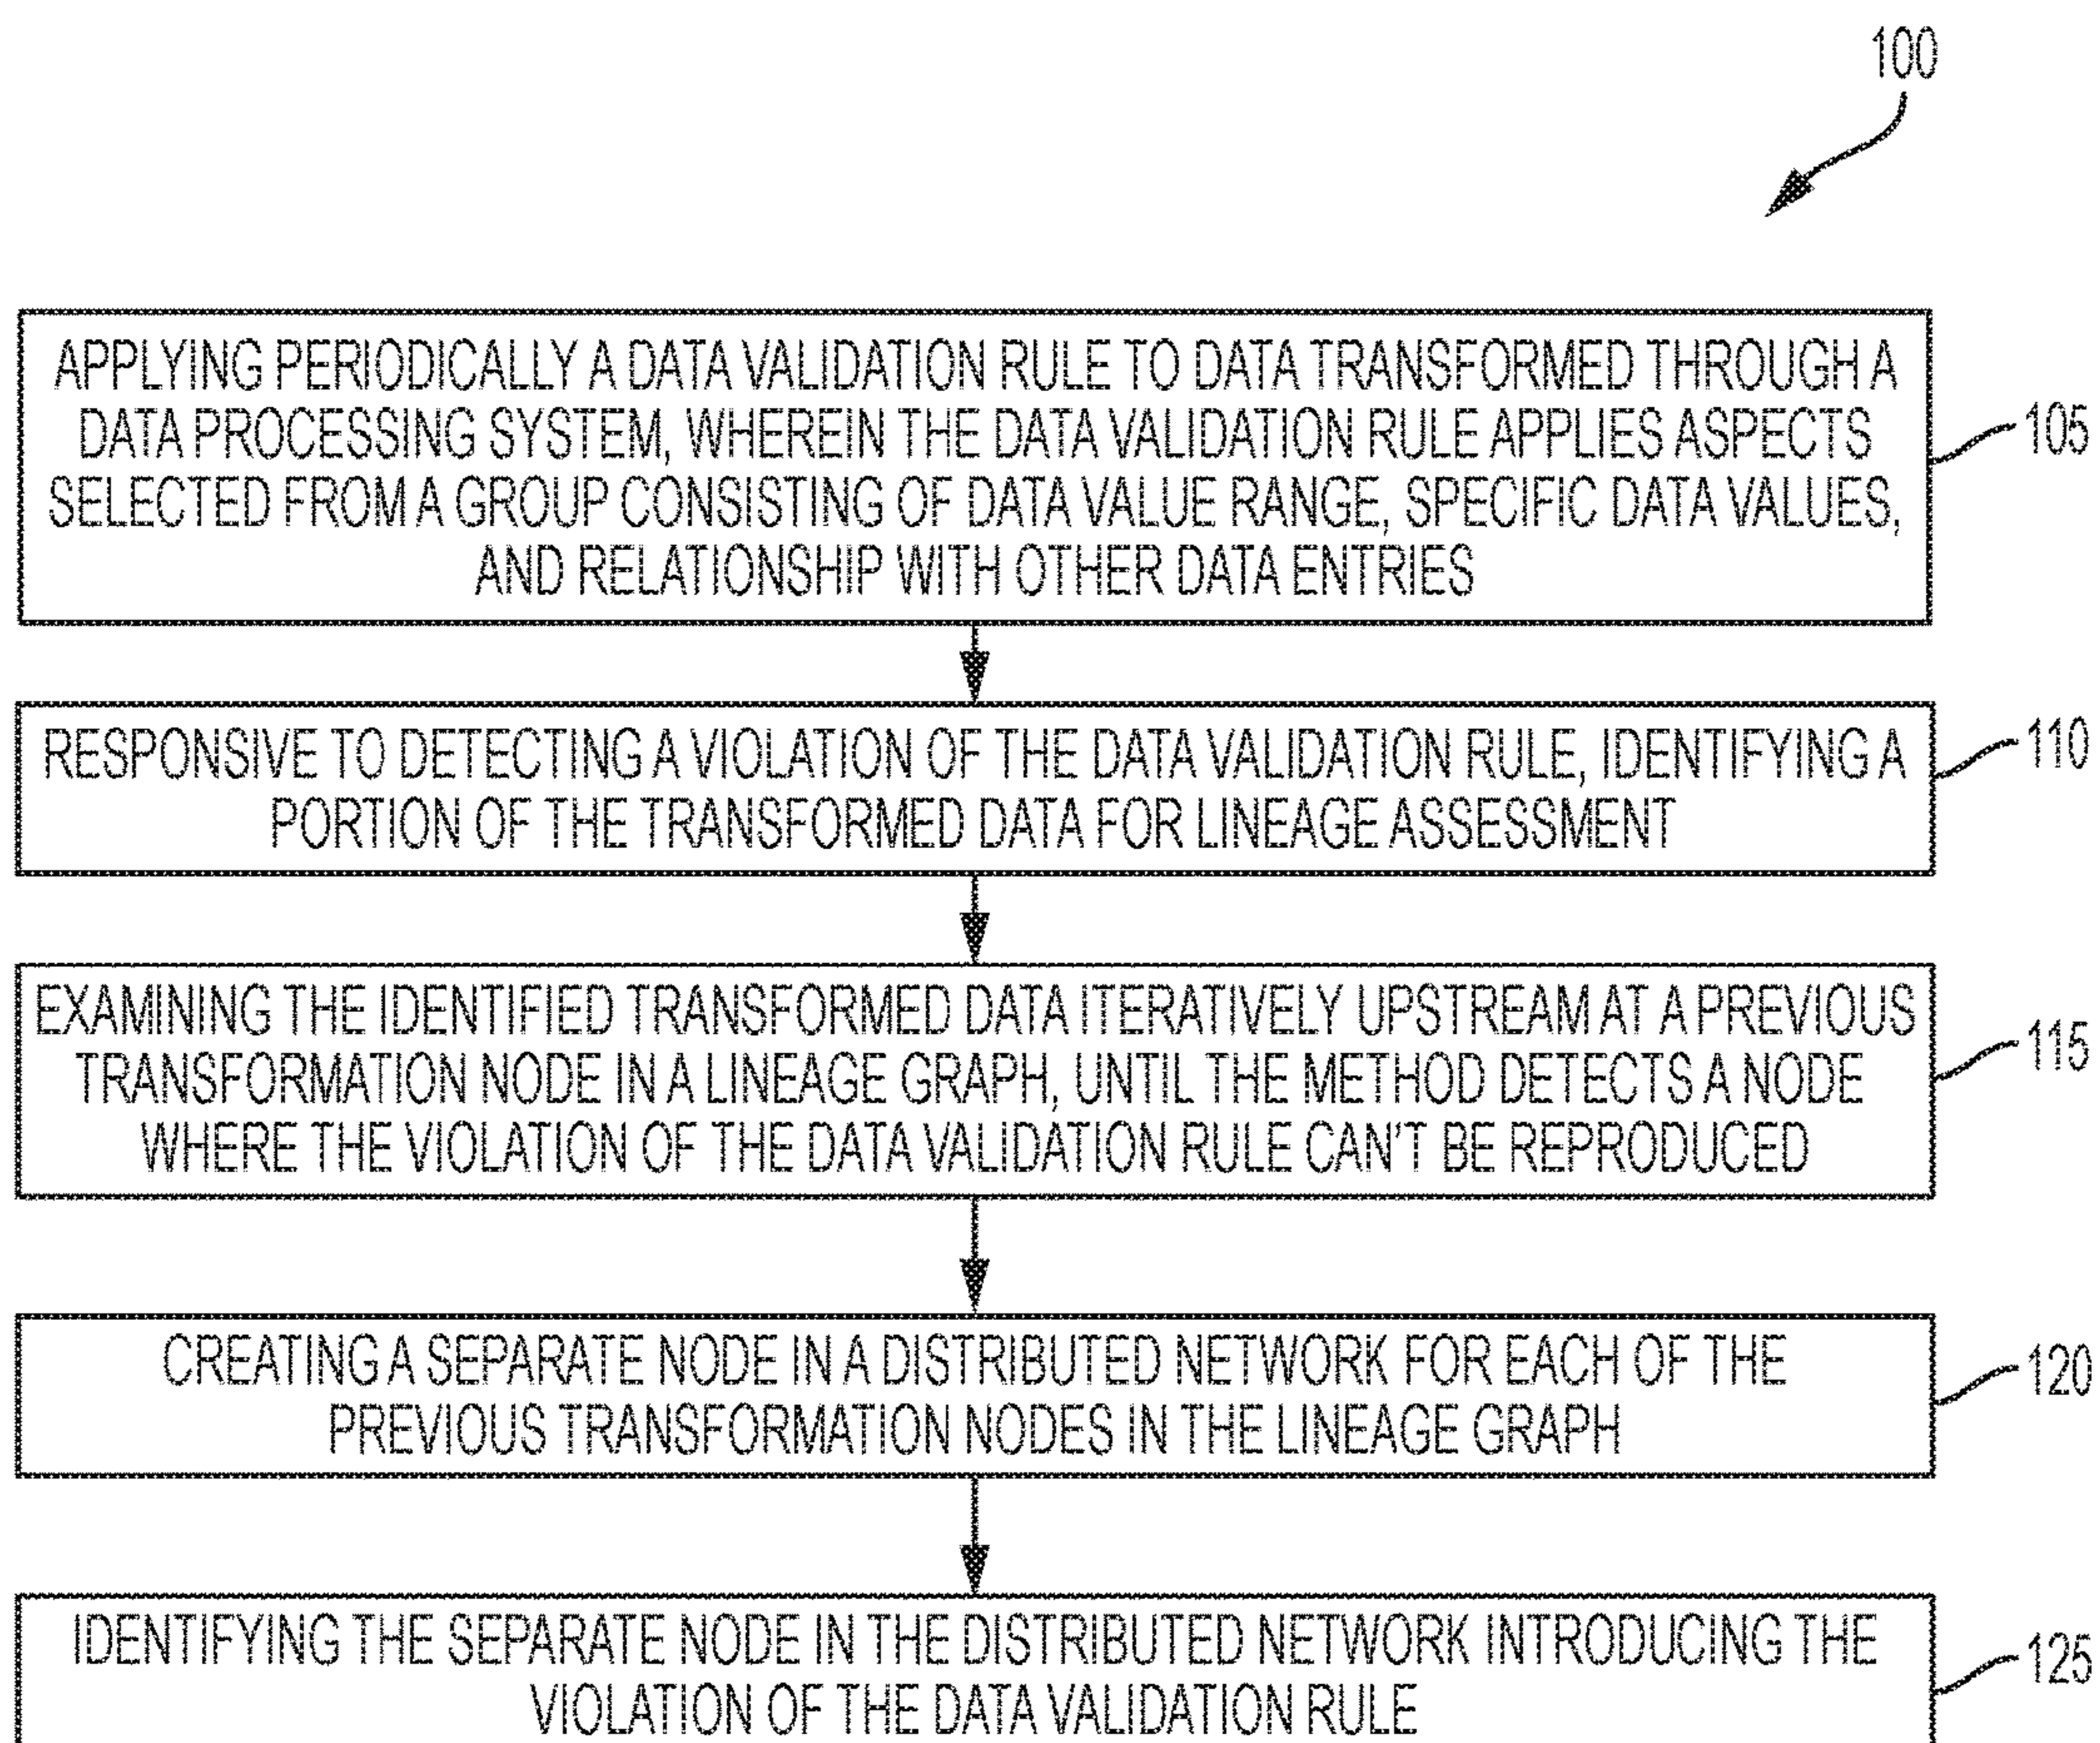 100
APPLYING PERIODICALLY A DATA VALIDATION RULE TO DATA TRANSFORMED THROUGH A
DATA PROCESSING SYSTEM, WHEREIN THE DATA VALIDATION RULE APPLIES ASPECTS
SELECTED FROM A GROUP CONSISTING OF DATA VALUE RANGE, SPECIFIC DATA VALUES,
AND RELATIONSHIP WITH OTHER DATA ENTRIES
105
RESPONSIVE TO DETECTING A VIOLATION OF THE DATA VALIDATION RULE, IDENTIFYING A
PORTION OF THE TRANSFORMED DATA FOR LINEAGE ASSESSMENT
110
EXAMINING THE IDENTIFIED TRANSFORMED DATA ITERATIVELY UPSTREAM AT A PREVIOUS
TRANSFORMATION NODE IN A LINEAGE GRAPH, UNTIL THE METHOD DETECTS A NODE
WHERE THE VIOLATION OF THE DATA VALIDATION RULE CAN'T BE REPRODUCED
115
CREATING A SEPARATE NODE IN A DISTRIBUTED NETWORK FOR EACH OF THE
PREVIOUS TRANSFORMATION NODES IN THE LINEAGE GRAPH
120
IDENTIFYING THE SEPARATE NODE IN THE DISTRIBUTED NETWORK INTRODUCING THE
VIOLATION OF THE DATA VALIDATION RULE
125